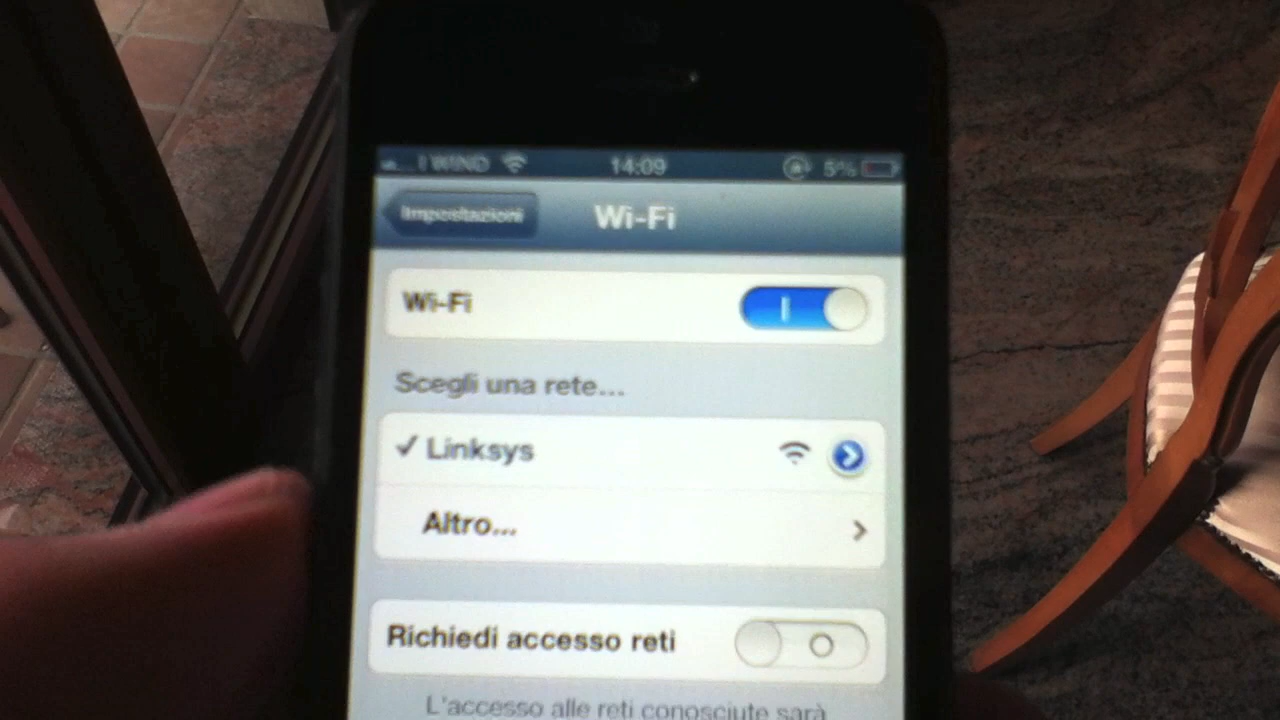 I WIND 14:09 5%
Impostazioni Wi-Fi
Wi-Fi
Scegli una rete...
✓ Linksys
Altro...
Richiedi accesso reti
L'accesso alle reti conosciute sarà